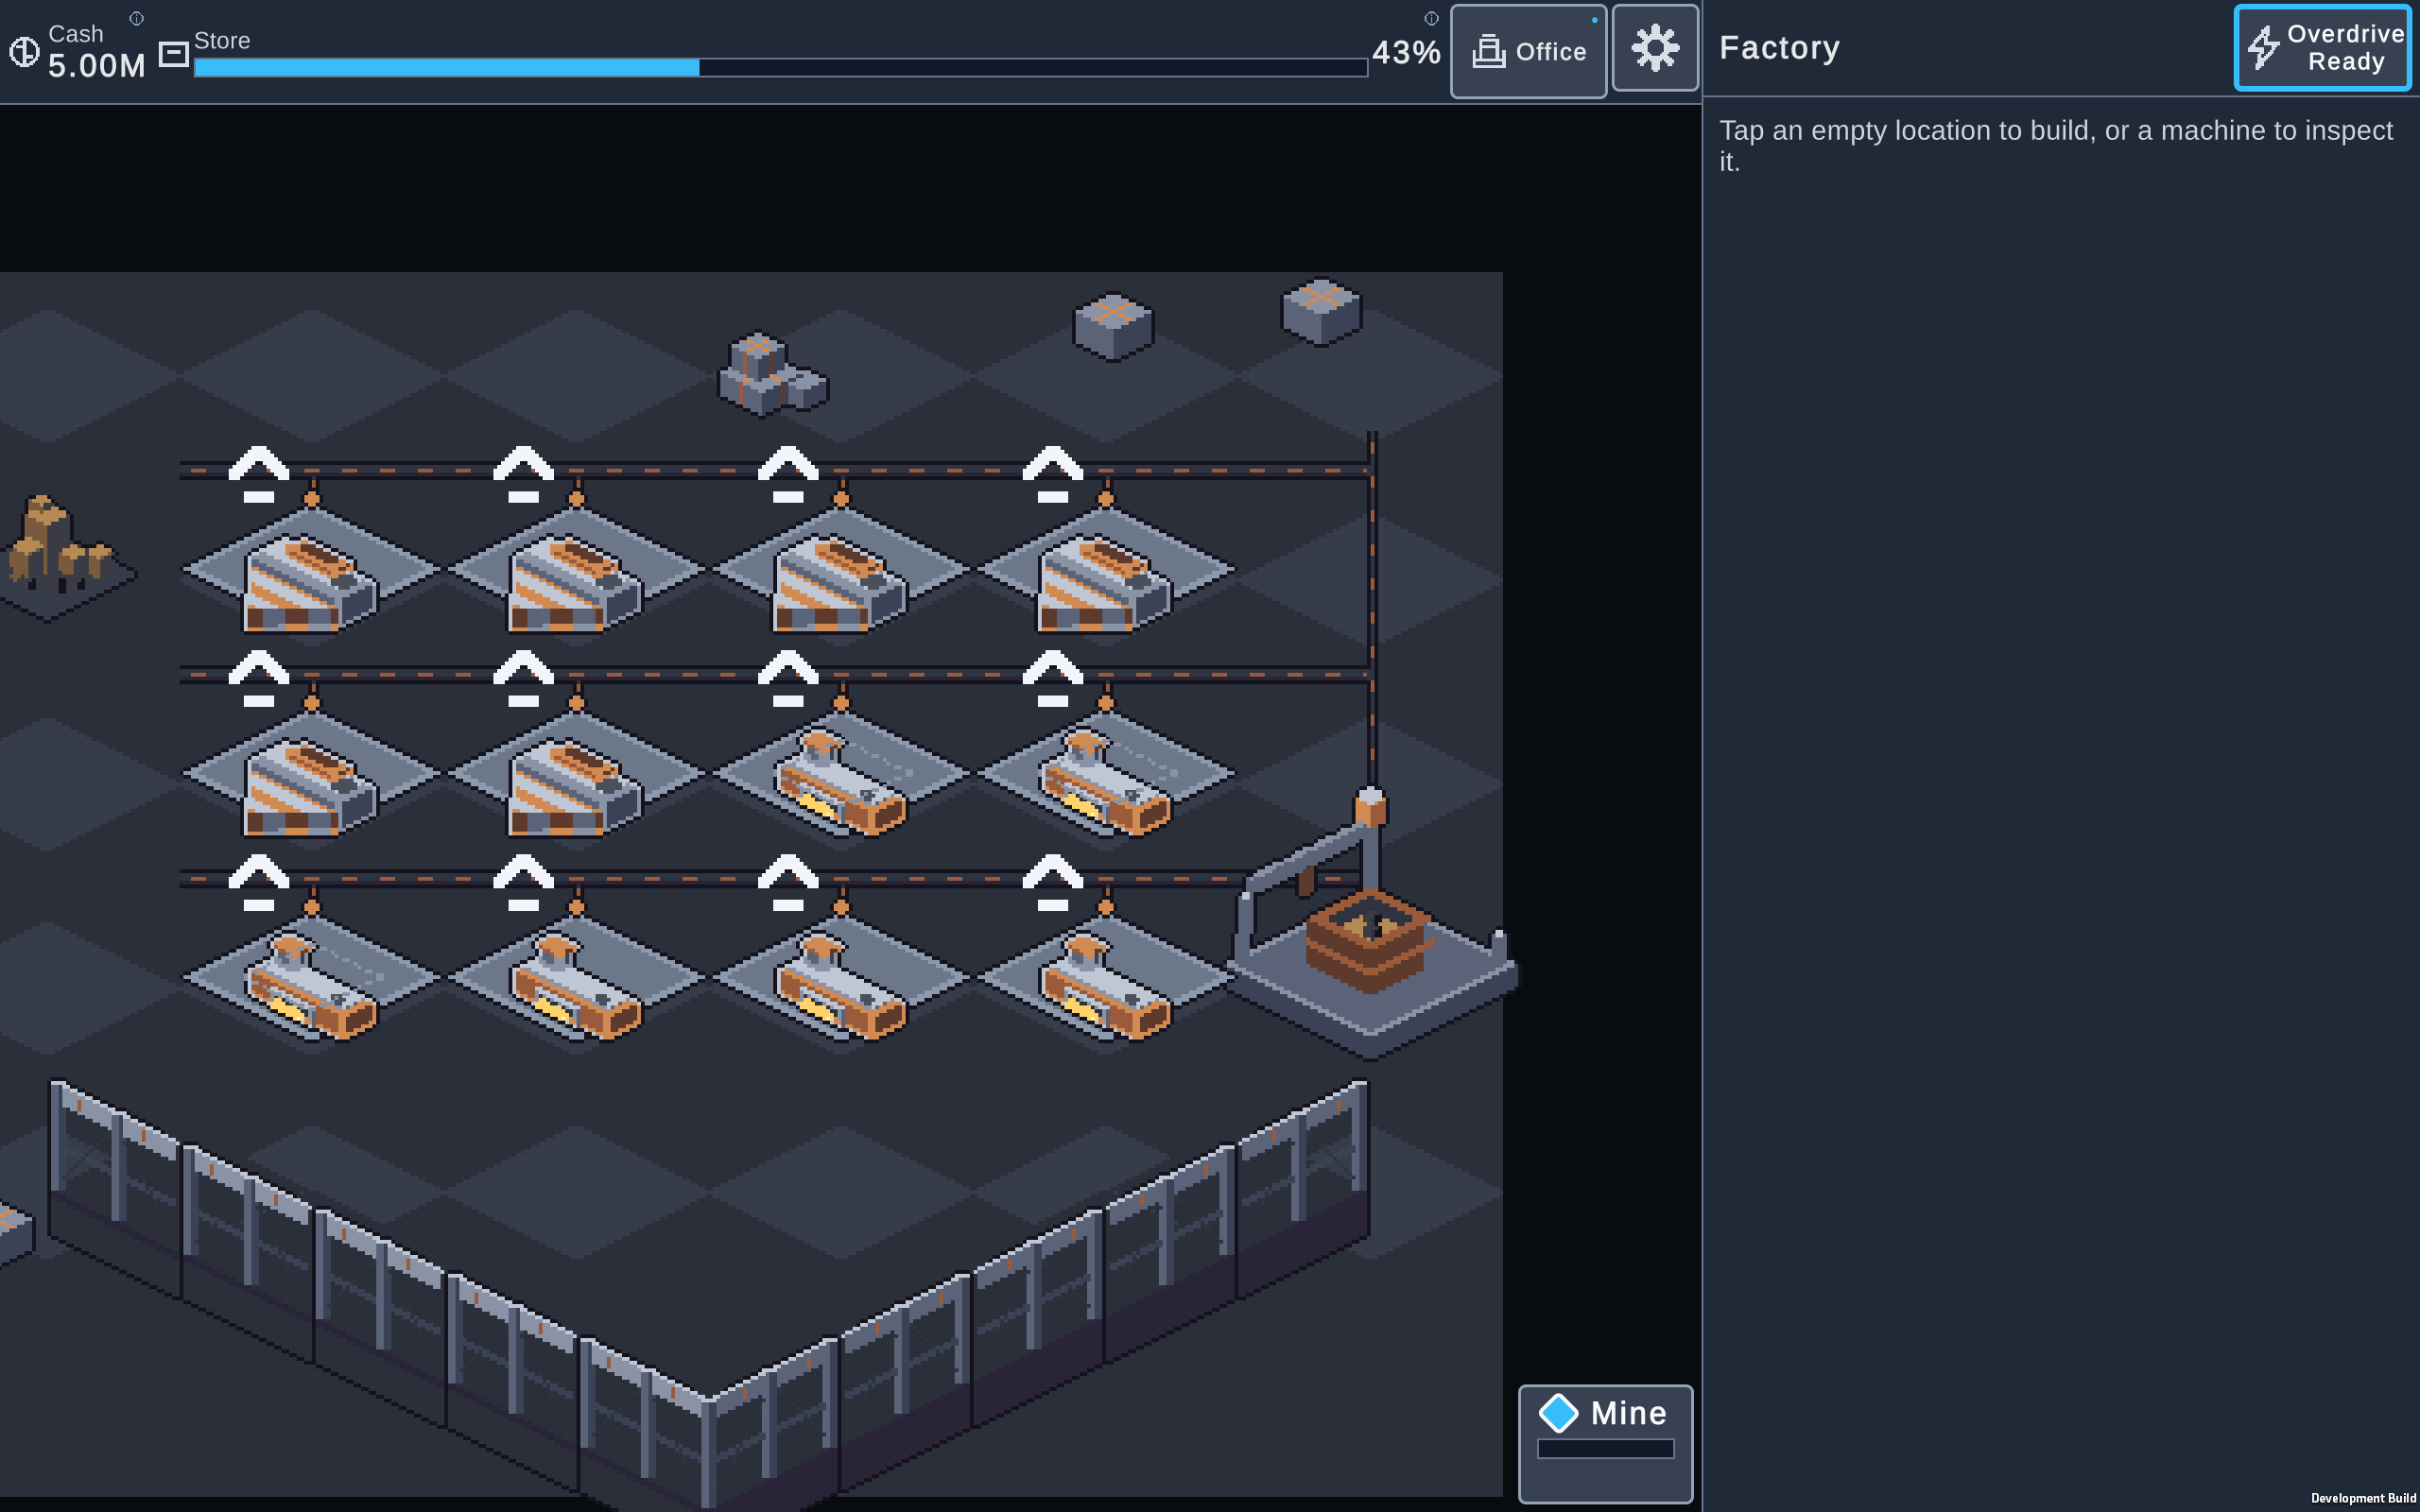 Cash
5.00M
Store
43%
Office
Factory
Overdrive
Ready
Tap an empty location to build, or a machine to inspect
it.
Mine
Development Build